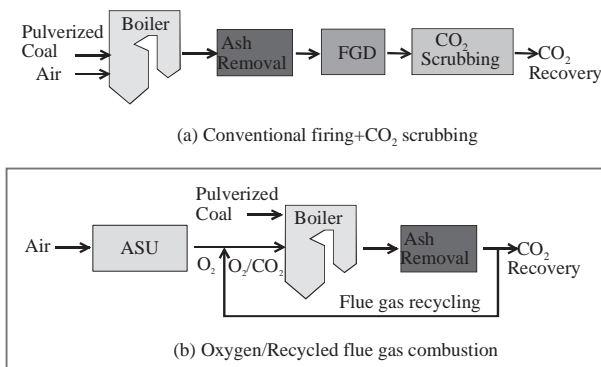 Boiler
Pulverized
Coal
Air
Ash
Removal
FGD
CO₂
Scrubbing
CO₂
Recovery
(a) Conventional firing+CO₂ scrubbing
Pulverized
Coal
Boiler
Air
ASU
O₂
O₂/CO₂
Ash
Removal
CO₂
Recovery
Flue gas recycling
(b) Oxygen/Recycled flue gas combustion